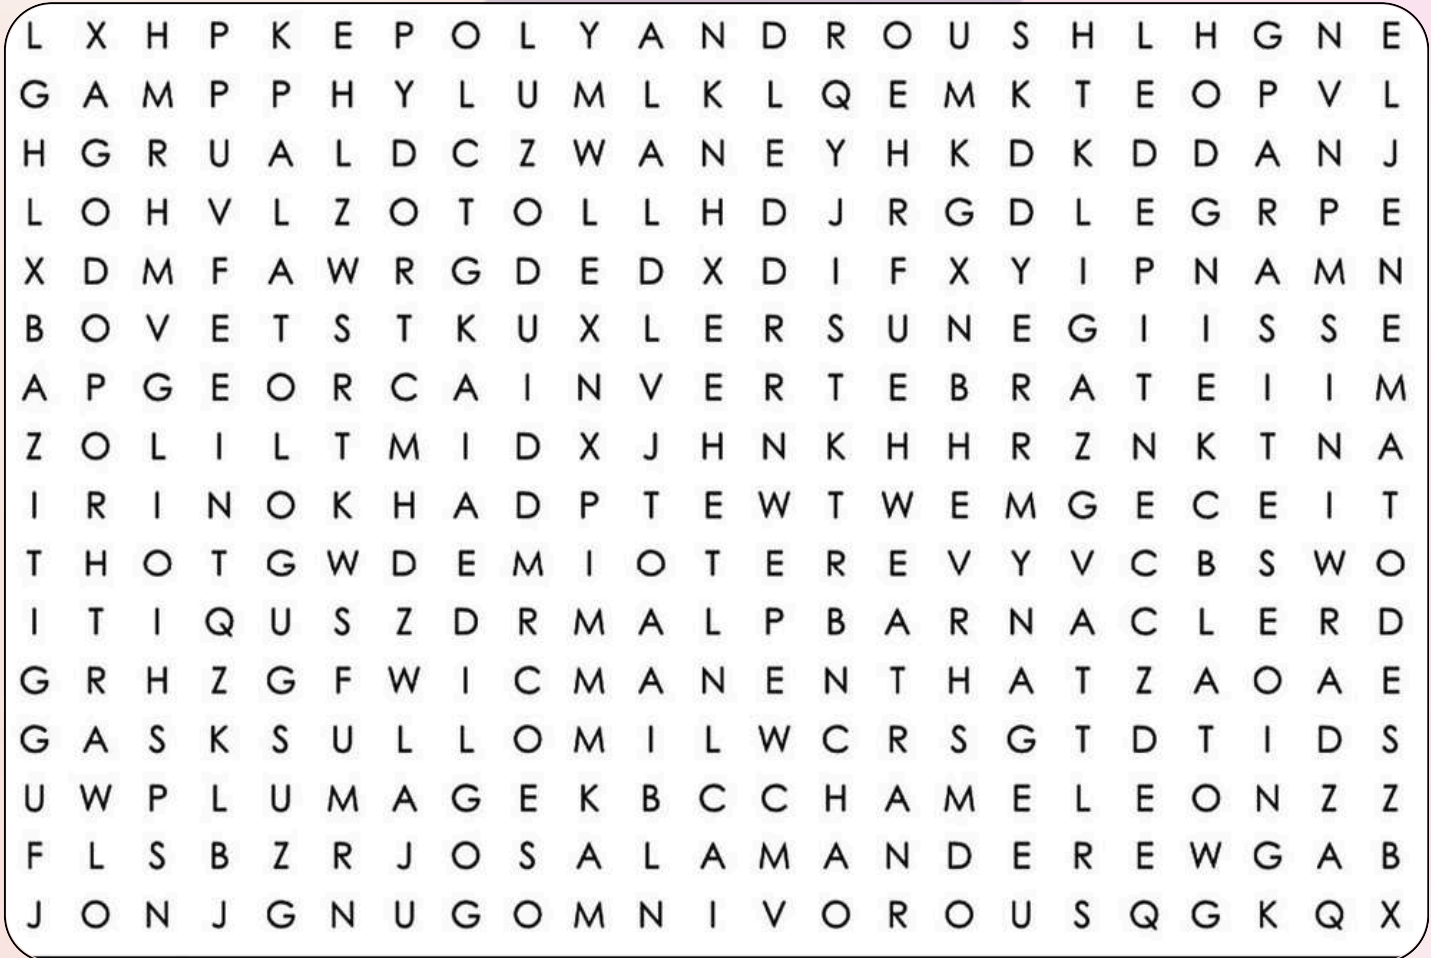 L X H P K E P O L Y A N D R O U S H L H G N E
G A M P P H Y L U M L K L Q E M K T E O P V L
H G R U A L D C Z W A N E Y H K D K D D A N J
L O H V L Z O T O L L H D J R G D L E G R P E
X D M F A W R G D E D X D I F X Y I P N A M N
B O V E T S T K U X L E R S U N E G I I S S E
A P G E O R C A I N V E R T E B R A T E I I M
Z O L I L T M I D X J H N K H H R Z N K T N A
I R I N O K H A D P T E W T W E M G E C E I T
T H O T G W D E M I O T E R E V Y V C B S W O
I T I Q U S Z D R M A L P B A R N A C L E R D
G R H Z G F W I C M A N E N T H A T Z A O A E
G A S K S U L L O M I L W C R S G T D T I D S
U W P L U M A G E K B C C H A M E L E O N Z Z
F L S B Z R J O S A L A M A N D E R E W G A B
J O N J G N U G O M N I V O R O U S Q G K Q X